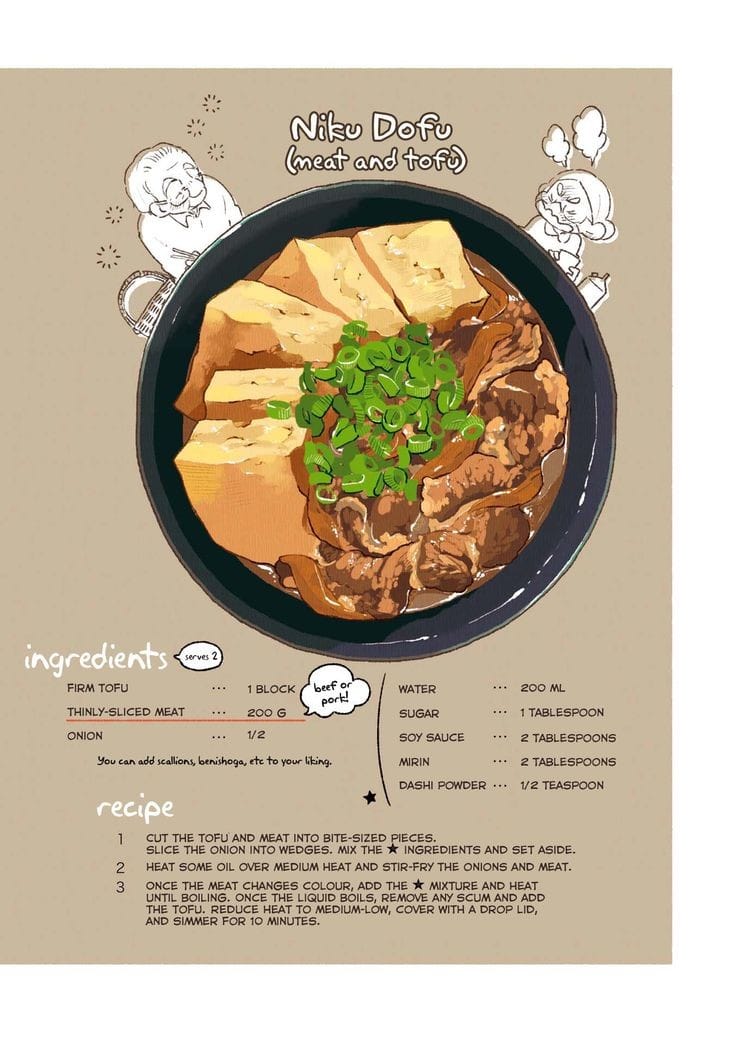 Niku Dofu
(meat and tofu)
ingredients
serves 2
FIRM TOFU ... 1 BLOCK
THINLY-SLICED MEAT ... 200 G
beef or
pork!
ONION ... 1/2
You can add scallions, benishoga, etc to your liking.
WATER ... 200 ML
SUGAR ... 1 TABLESPOON
SOY SAUCE ... 2 TABLESPOONS
MIRIN ... 2 TABLESPOONS
DASHI POWDER ... 1/2 TEASPOON
★
recipe
1 CUT THE TOFU AND MEAT INTO BITE-SIZED PIECES.
SLICE THE ONION INTO WEDGES. MIX THE ★ INGREDIENTS AND SET ASIDE.
2 HEAT SOME OIL OVER MEDIUM HEAT AND STIR-FRY THE ONIONS AND MEAT.
3 ONCE THE MEAT CHANGES COLOUR, ADD THE ★ MIXTURE AND HEAT
UNTIL BOILING. ONCE THE LIQUID BOILS, REMOVE ANY SCUM AND ADD
THE TOFU. REDUCE HEAT TO MEDIUM-LOW, COVER WITH A DROP LID,
AND SIMMER FOR 10 MINUTES.